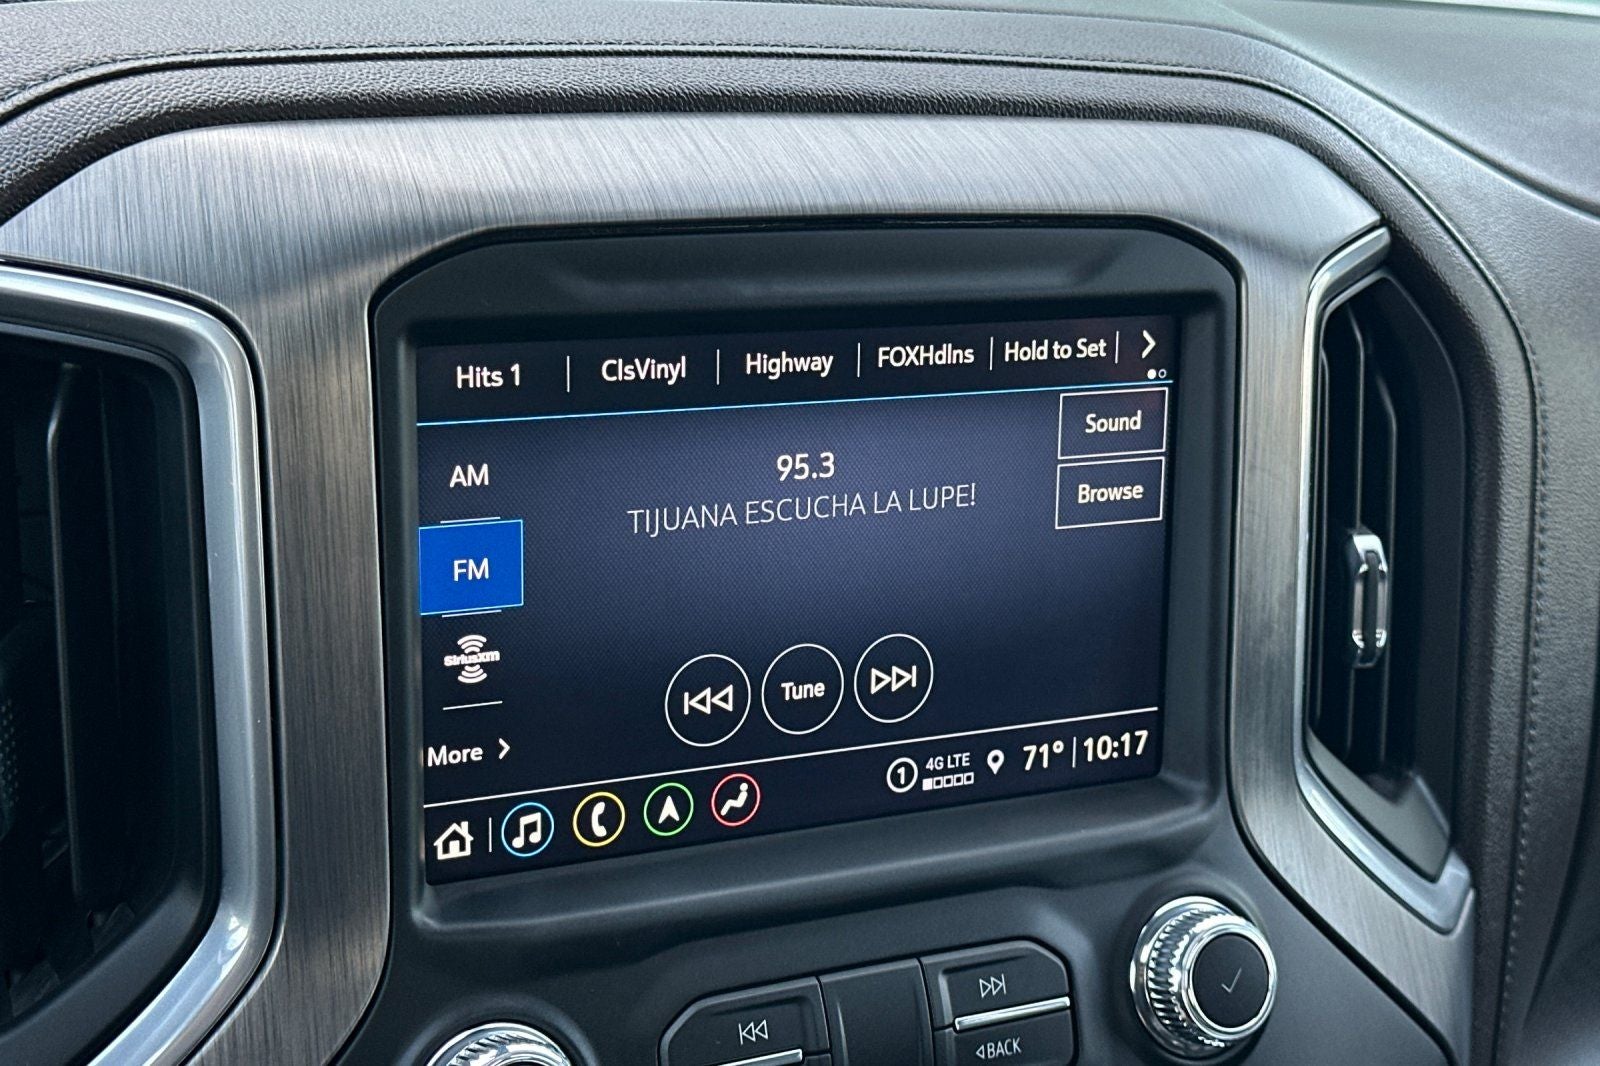 Hits 1 | ClsVinyl | Highway | FOXHdlns | Hold to Set |
Sound
AM
95.3
TIJUANA ESCUCHA LA LUPE!
Browse
FM
siriusxm
Tune
More
1 4G LTE 71° | 10:17
BACK